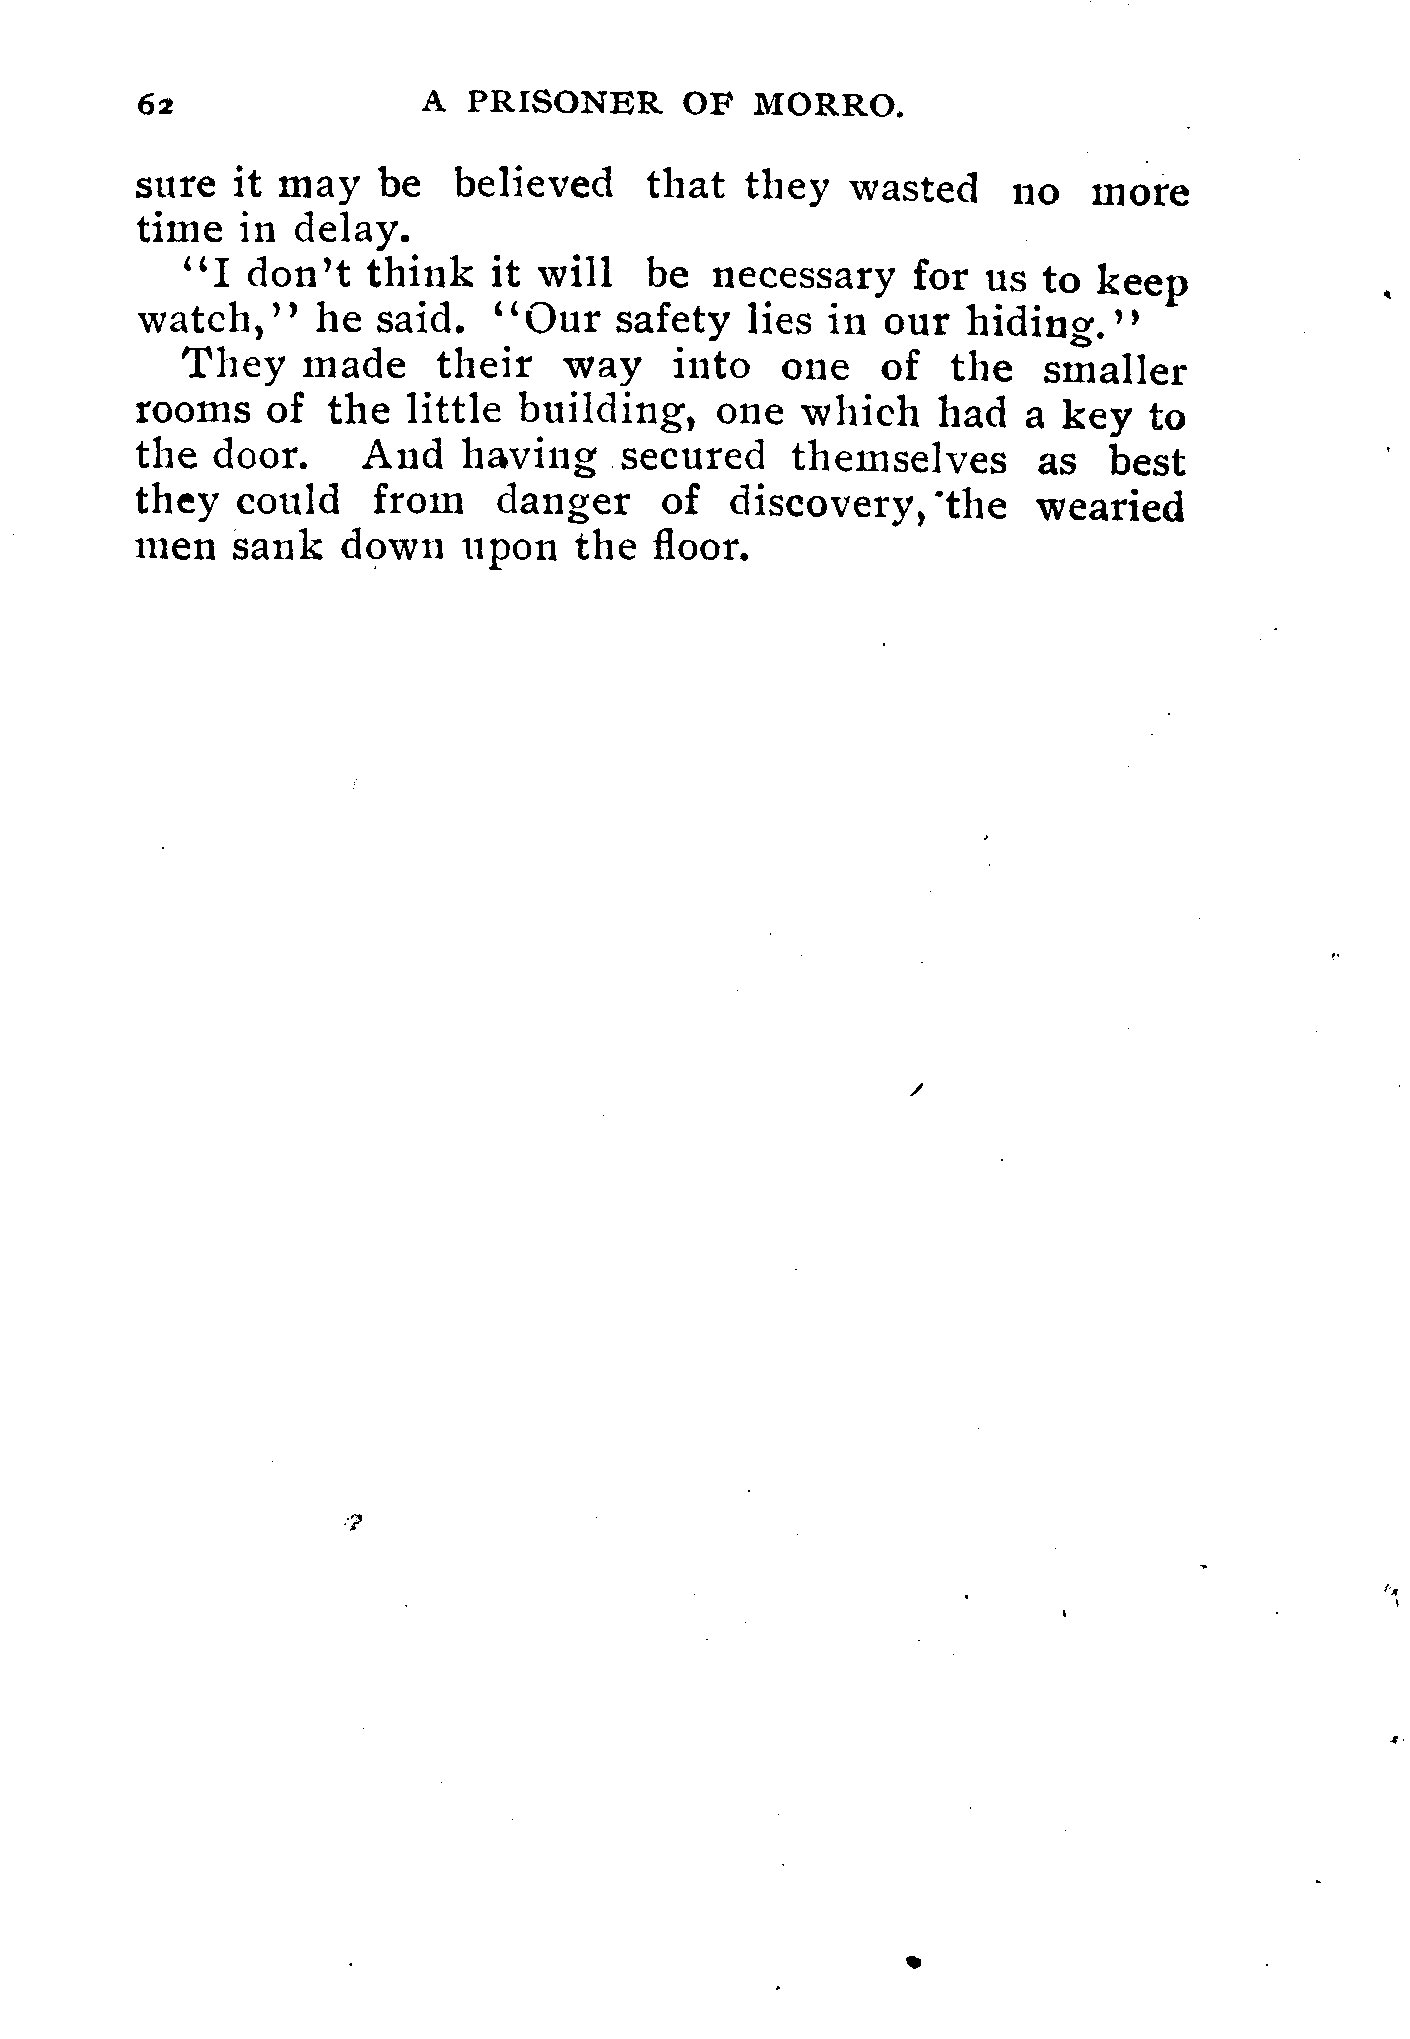 62 A PRISONER OF MORRO.
sure it may be believed that they wasted no more
time in delay.
"I don't think it will be necessary for us to keep
watch," he said. "Our safety lies in our hiding."
They made their way into one of the smaller
rooms of the little building, one which had a key to
the door. And having secured themselves as best
they could from danger of discovery, the wearied
men sank down upon the floor.